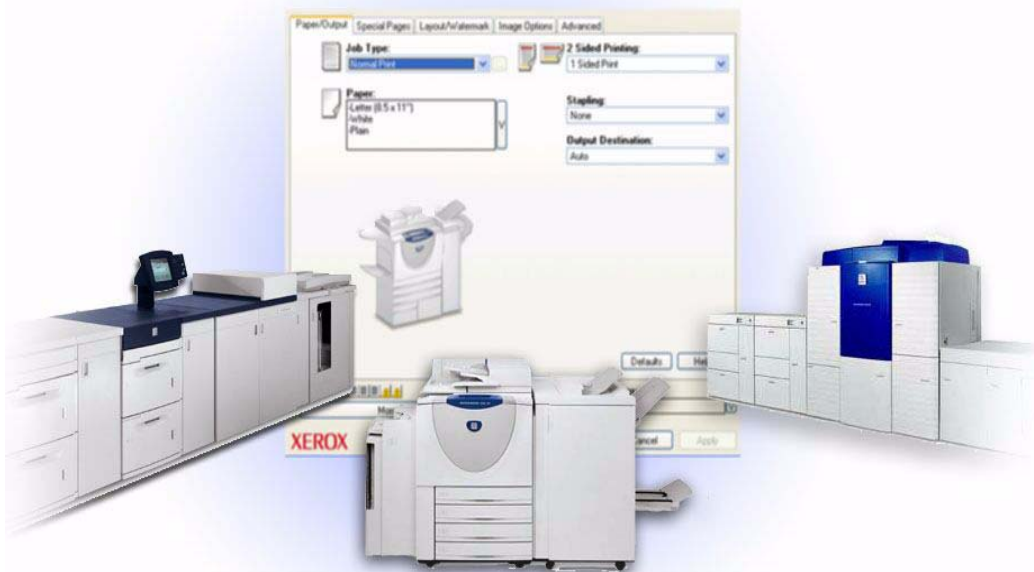 Paper/Output Special Pages Layout/Watermark Image Options Advanced
Job Type: 2 Sided Printing:
Normal Print 1 Sided Print
Paper:
-Letter (8.5 x 11")
-White
-Plain
Stapling:
None
Output Destination:
Auto
Defaults
XEROX Cancel Apply